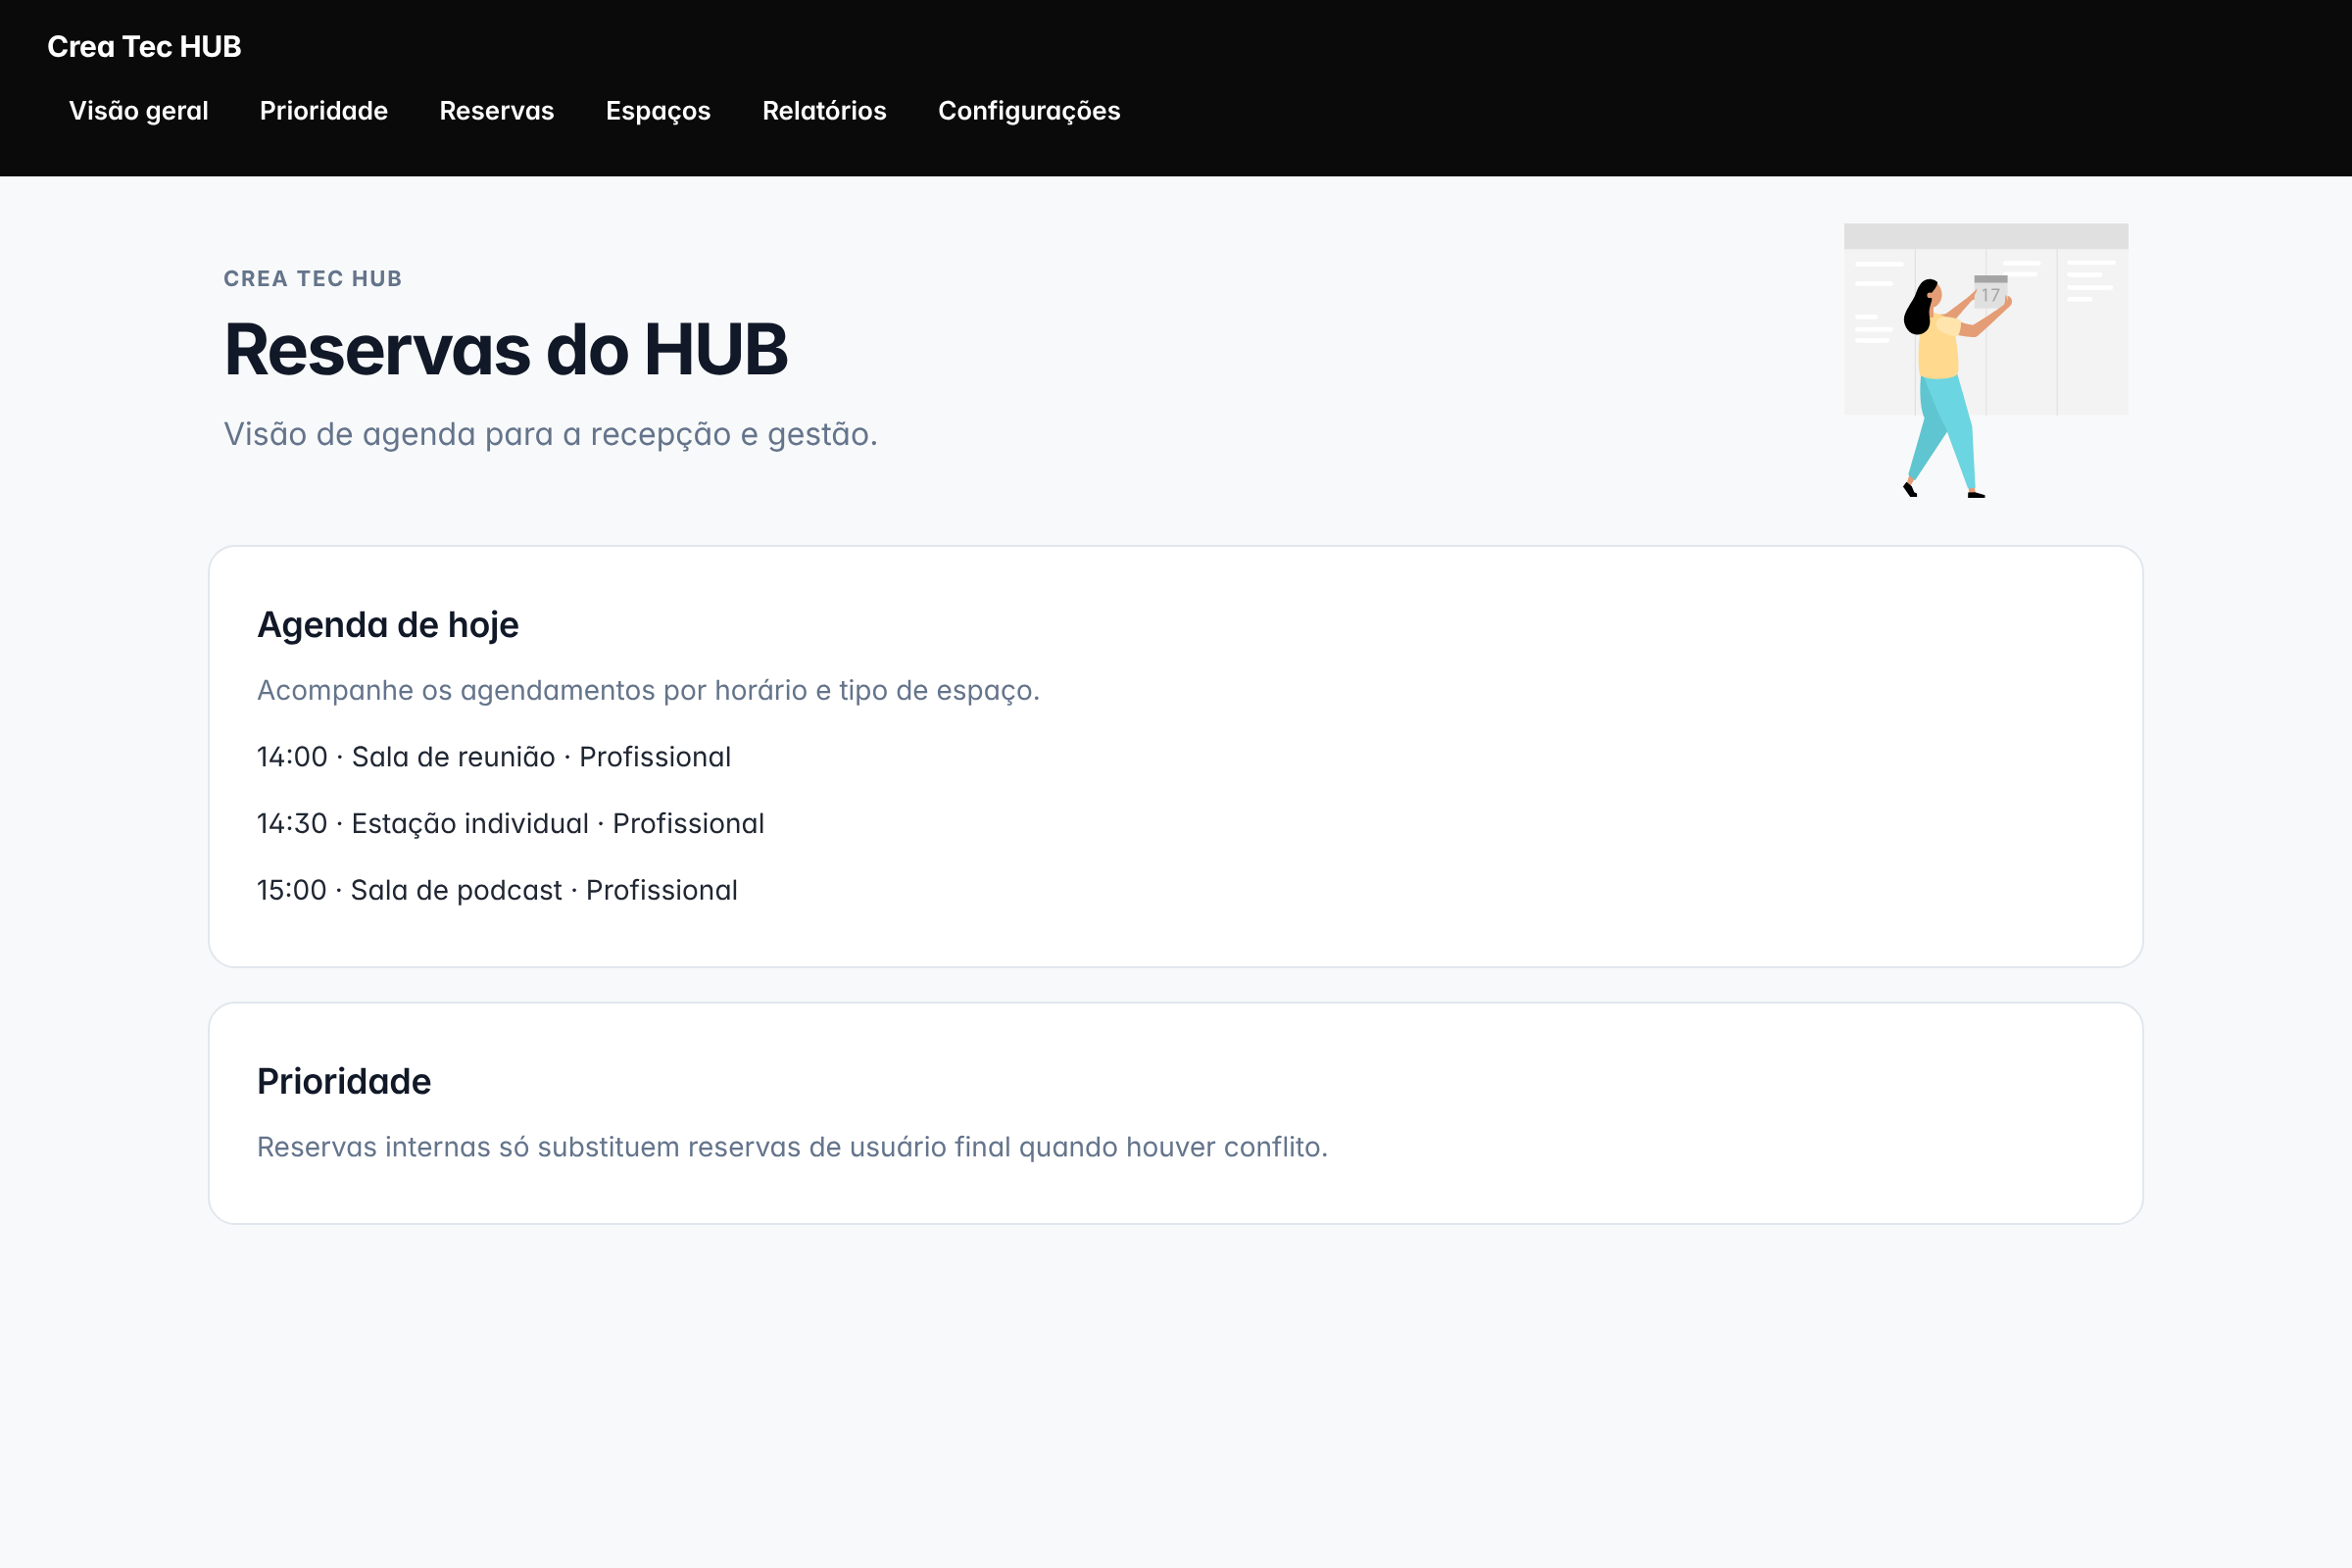 Crea Tec HUB
Visão geral Prioridade Reservas Espaços Relatórios Configurações
CREA TEC HUB
Reservas do HUB
Visão de agenda para a recepção e gestão.
17
Agenda de hoje
Acompanhe os agendamentos por horário e tipo de espaço.
14:00 · Sala de reunião · Profissional
14:30 · Estação individual · Profissional
15:00 · Sala de podcast · Profissional
Prioridade
Reservas internas só substituem reservas de usuário final quando houver conflito.